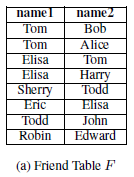 name1 name2
Tom Bob
Tom Alice
Elisa Tom
Elisa Harry
Sherry Todd
Eric Elisa
Todd John
Robin Edward
(a) Friend Table F